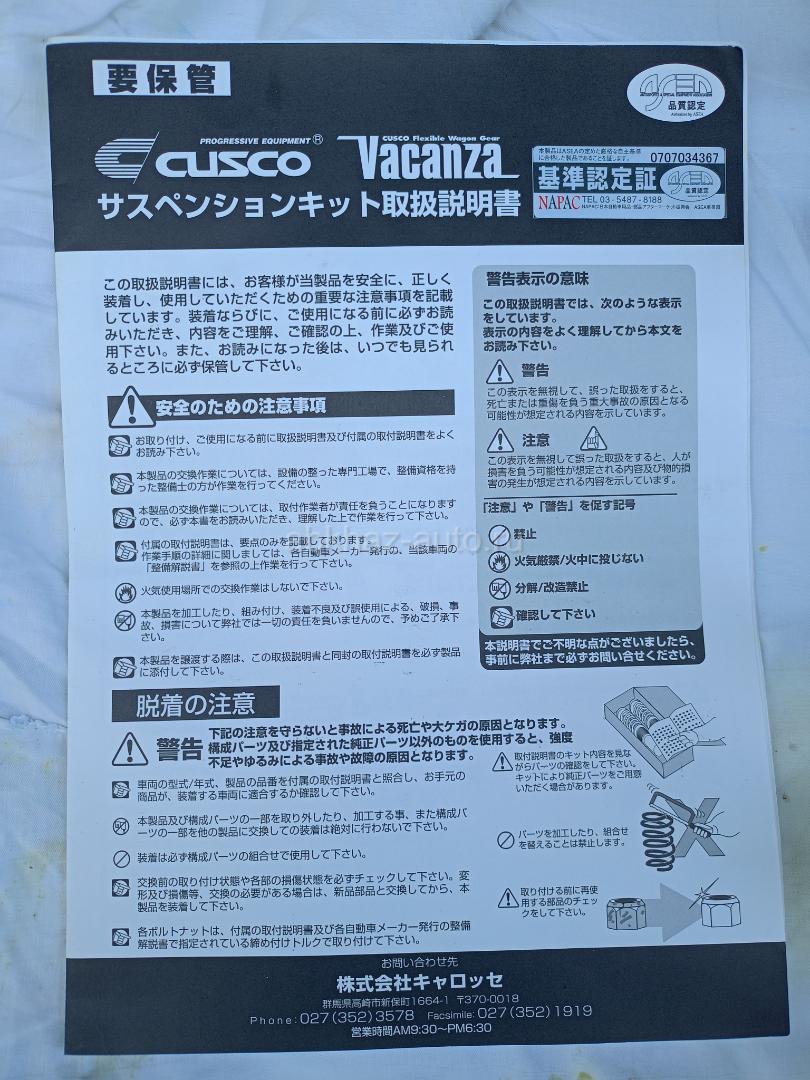 要保管
ASEA
品質認定
Authorized by ASEA
PROGRESSIVE EQUIPMENT®
CUSCO
CUSCO Flexible Wagon Gear
Vacanza
サスペンションキット取扱説明書
本製品はASEAの定めた厳格な自主基準
に合格した製品であることを証します。
0707034367
基準認定証
品質認定
NAPAC
TEL 03-5487-8188
この取扱説明書には、お客様が当製品を安全に、正しく
装着し、使用していただくための重要な注意事項を記載
しています。装着ならびに、ご使用になる前に必ずお読
みいただき、内容をご理解、ご確認の上、作業及びご使
用下さい。また、お読みになった後は、いつでも見られ
るところに必ず保管して下さい。
安全のための注意事項
お取り付け、ご使用になる前に取扱説明書及び付属の取付説明書をよく
お読み下さい。
本製品の交換作業については、設備の整った専門工場で、整備資格を持
った整備士の方が作業を行ってください。
本製品の交換作業については、取付作業者が責任を負うことになります
ので、必ず本書をお読みいただき、理解した上で作業を行って下さい。
付属の取付説明書は、要点のみを記載しております。
作業手順の詳細に関しましては、各自動車メーカー発行の、当該車両の
「整備解説書」を参照の上作業を行って下さい。
火気使用場所での交換作業はしないで下さい。
本製品を加工したり、組み付け、装着不良及び誤使用による、破損、事
故、損害について弊社では一切の責任を負いませんので、予めご了承下
さい。
本製品を譲渡する際は、この取扱説明書と同封の取付説明書を必ず製品
に添付して下さい。
警告表示の意味
この取扱説明書では、次のような表示
をしています。
表示の内容をよく理解してから本文を
お読み下さい。
警告
この表示を無視して、誤った取扱をすると、
死亡または重傷を負う重大事故の原因となる
可能性が想定される内容を示しています。
注意
この表示を無視して誤った取扱をすると、人が
損害を負う可能性が想定される内容及び物的損
害の発生が想定される内容を示しています。
「注意」や「警告」を促す記号
禁止
火気厳禁/火中に投じない
分解/改造禁止
確認して下さい
本説明書でご不明な点がございましたら、
事前に弊社まで必ずお問い合せください。
脱着の注意
警告
下記の注意を守らないと事故による死亡や大ケガの原因となります。
構成パーツ及び指定された純正パーツ以外のものを使用すると、強度
不足やゆるみによる事故や故障の原因となります。
車両の型式/年式、製品の品番を付属の取付説明書と照合し、お手元の
商品が、装着する車両に適合するか確認して下さい。
本製品及び構成パーツの一部を取り外したり、加工する事、また構成パ
ーツの一部を他の製品に交換しての装着は絶対に行わないで下さい。
装着は必ず構成パーツの組合せで使用して下さい。
交換前の取り付け状態や各部の損傷状態を必ずチェックして下さい。変
形及び損傷等、交換の必要がある場合は、新品部品と交換してから、本
製品を装着して下さい。
各ボルトナットは、付属の取付説明書及び各自動車メーカー発行の整備
解説書で指定されている締め付けトルクで取り付けて下さい。
取付説明書のキット内容を見な
がらパーツの確認をして下さい。
キットにより純正パーツをご用意
いただく場合があります。
パーツを加工したり、組合せ
を替えることは禁止します。
取り付ける前に再使
用する部品のチェッ
クをして下さい。
お問い合わせ先
株式会社キャロッセ
群馬県高崎市新保町1664-1 〒370-0018
Phone:027(352)3578 Facsimile:027(352)1919
営業時間AM9:30〜PM6:30